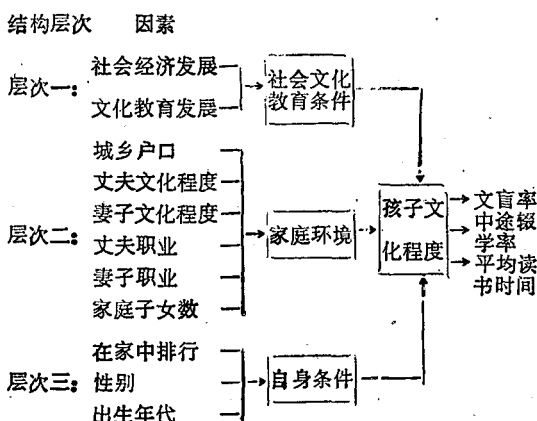 结构层次 因素
层次一：
社会经济发展
文化教育发展
社会文化
教育条件
层次二：
城乡户口
丈夫文化程度
妻子文化程度
丈夫职业
妻子职业
家庭子女数
家庭环境
孩子文
化程度
文盲率
中途辍
学率
平均读
书时间
层次三：
在家中排行
性别
出生年代
自身条件